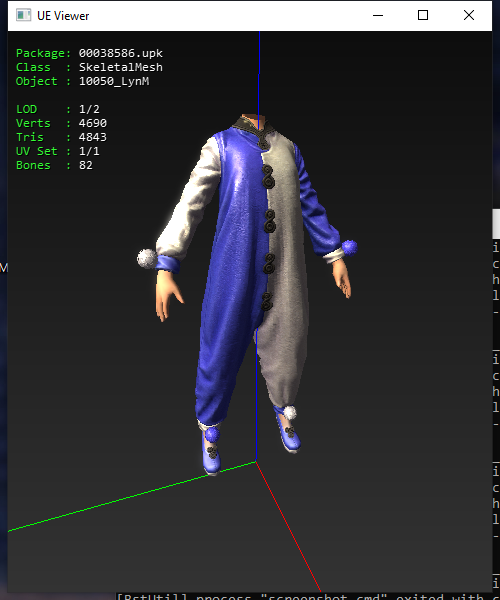 UE Viewer
Package: 00038586.upk
Class  : SkeletalMesh
Object : 10050_LynM
LOD    : 1/2
Verts  : 4690
Tris   : 4843
UV Set : 1/1
Bones  : 82
M
i
c
h
l
-
i
c
h
l
-
i
c
h
l
-
i
[BstUtil] process "screenshot.cmd" exited with c